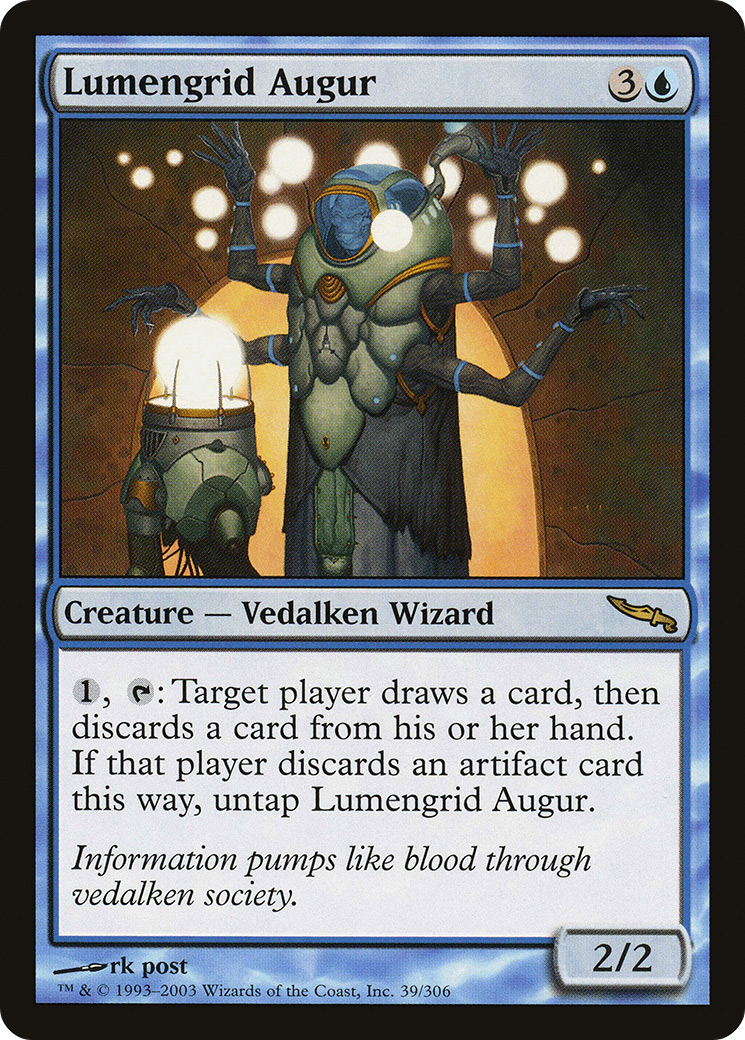 Lumengrid Augur 3
Creature — Vedalken Wizard
1, : Target player draws a card, then
discards a card from his or her hand.
If that player discards an artifact card
this way, untap Lumengrid Augur.
Information pumps like blood through
vedalken society.
2/2
rk post
™ & © 1993–2003 Wizards of the Coast, Inc. 39/306